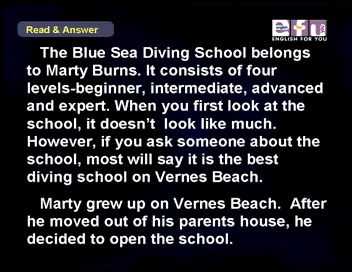 Read & Answer
efu
ENGLISH FOR YOU
The Blue Sea Diving School belongs
to Marty Burns. It consists of four
levels-beginner, intermediate, advanced
and expert. When you first look at the
school, it doesn't look like much.
However, if you ask someone about the
school, most will say it is the best
diving school on Vernes Beach.
Marty grew up on Vernes Beach. After
he moved out of his parents house, he
decided to open the school.